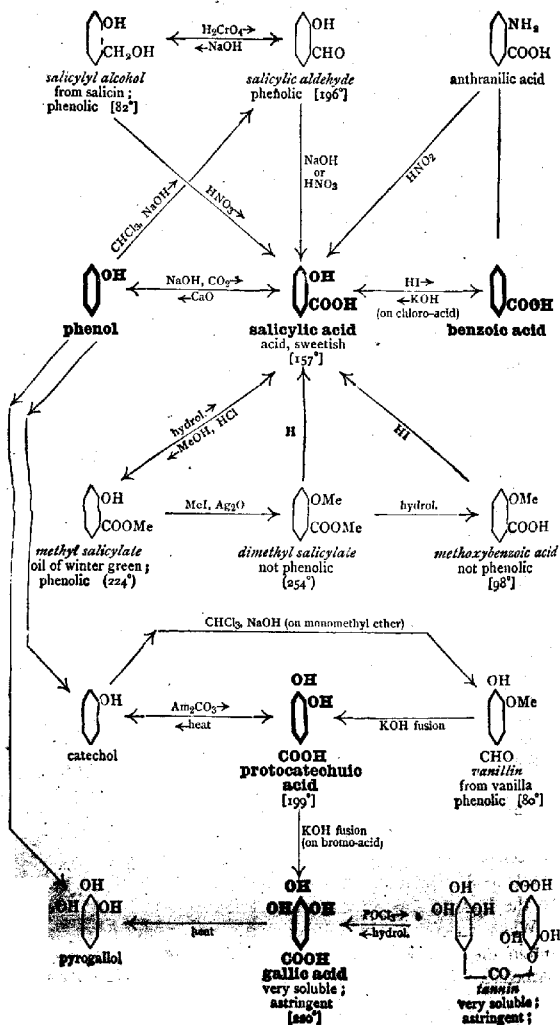 OH
CH₂OH
salicylyl alcohol
from salicin ;
phenolic [82°]
H₂CrO₄→
←NaOH
OH
CHO
salicylic aldehyde
phenolic [196°]
NH₂
COOH
anthranilic acid
CHCl₃, NaOH→
HNO₃→
NaOH
or
HNO₃
HNO₂
OH
phenol
NaOH, CO₂→
←CaO
OH
COOH
salicylic acid
acid, sweetish
[157°]
HI→
←KOH
(on chloro-acid)
COOH
benzoic acid
hydrol.→
←MeOH, HCl
H
HI
OH
COOMe
methyl salicylate
oil of winter green ;
phenolic (224°)
MeI, Ag₂O
OMe
COOMe
dimethyl salicylate
not phenolic
(254°)
hydrol.
OMe
COOH
methoxybenzoic acid
not phenolic
[98°]
CHCl₃, NaOH (on monomethyl ether)
OH
catechol
Am₂CO₃→
←heat
OH
OH
COOH
protocatechuic
acid
[199°]
KOH fusion
OH
OMe
CHO
vanillin
from vanilla
phenolic [80°]
KOH fusion
(on bromo-acid)
OH
OH OH
pyrogallol
heat
OH
OH OH
COOH
gallic acid
very soluble ;
astringent
[220°]
POCl₃→
←hydrol.
OH
OH OH
COOH
OH OH
O
CO
tannin
very soluble ;
astringent ;